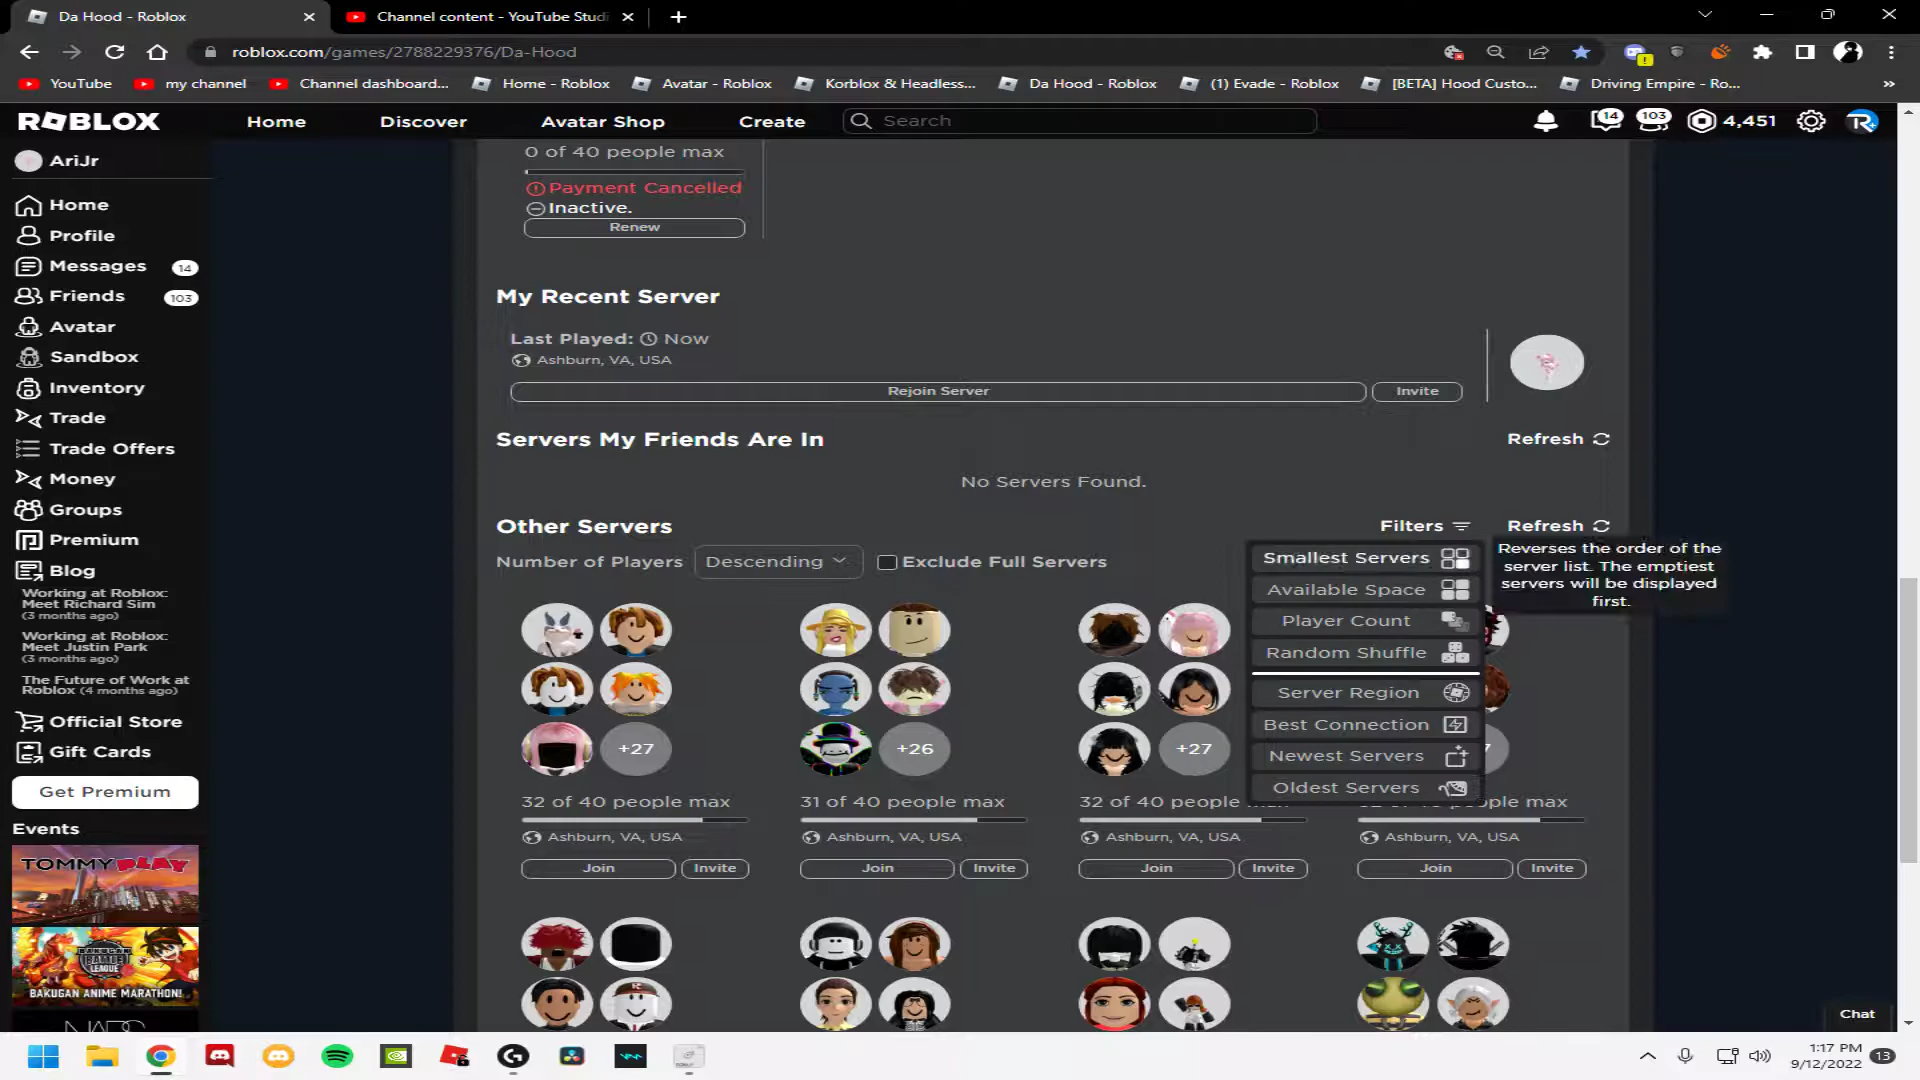 Da Hood - Roblox
Channel content - YouTube Studi
roblox.com/games/2788229376/Da-Hood
YouTube
my channel
Channel dashboard...
Home - Roblox
Avatar - Roblox
Korblox & Headless...
Da Hood - Roblox
(1) Evade - Roblox
[BETA] Hood Custo...
Driving Empire - Ro...
»
ROBLOX
Home
Discover
Avatar Shop
Create
Search
14
103
4,451
AriJr
Home
Profile
Messages 14
Friends 103
Avatar
Sandbox
Inventory
Trade
Trade Offers
Money
Groups
Premium
Blog
Working at Roblox:
Meet Richard Sim
(3 months ago)
Working at Roblox:
Meet Justin Park
(3 months ago)
The Future of Work at
Roblox (4 months ago)
Official Store
Gift Cards
Get Premium
Events
TOMMY PLAY
BAKUGAN
BATTLE
LEAGUE
BAKUGAN ANIME MARATHON!
0 of 40 people max
Payment Cancelled
Inactive.
Renew
My Recent Server
Last Played: Now
Ashburn, VA, USA
Rejoin Server
Invite
Servers My Friends Are In
Refresh
No Servers Found.
Other Servers
Filters
Refresh
Number of Players
Descending
Exclude Full Servers
Smallest Servers
Available Space
Player Count
Random Shuffle
Server Region
Best Connection
Newest Servers
Oldest Servers
Reverses the order of the
server list. The emptiest
servers will be displayed
first.
+27
+26
+27
32 of 40 people max
31 of 40 people max
32 of 40 people max
Ashburn, VA, USA
Ashburn, VA, USA
Ashburn, VA, USA
Ashburn, VA, USA
Join Invite
Join Invite
Join Invite
Join Invite
Chat
1:17 PM
9/12/2022
13